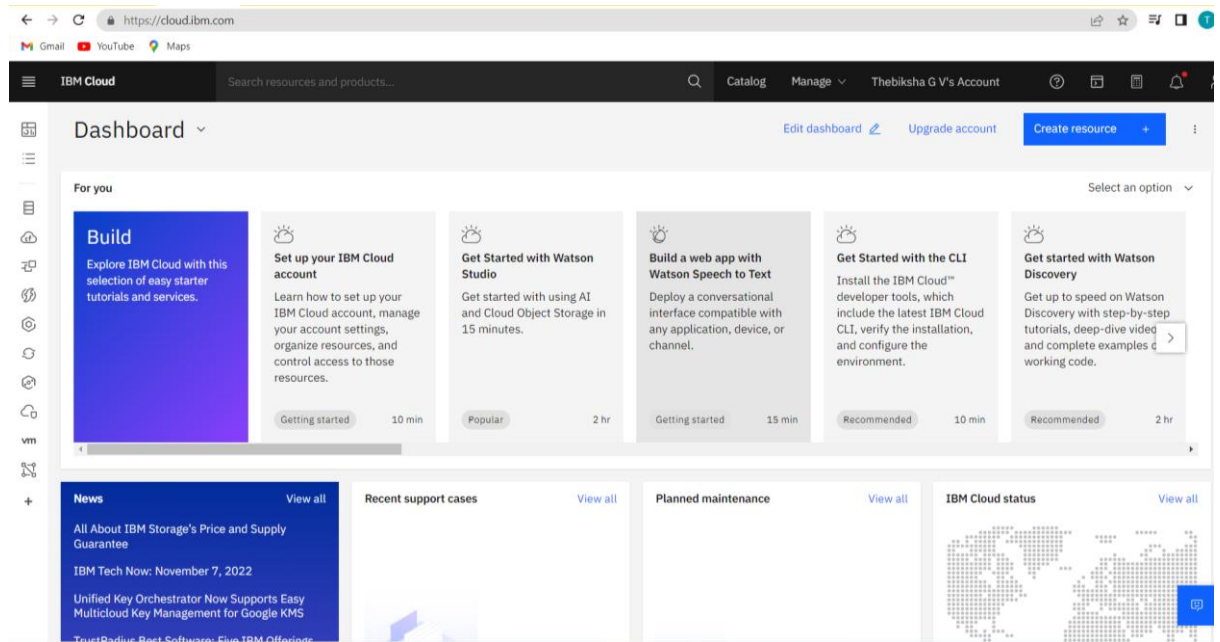 https://cloud.ibm.com
T
Gmail YouTube Maps
IBM Cloud
Search resources and products...
Catalog
Manage
Thebiksha G V's Account
Dashboard
Edit dashboard
Upgrade account
Create resource +
For you
Select an option
Build
Explore IBM Cloud with this
selection of easy starter
tutorials and services.
Set up your IBM Cloud
account
Learn how to set up your
IBM Cloud account, manage
your account settings,
organize resources, and
control access to those
resources.
Getting started 10 min
Get Started with Watson
Studio
Get started with using AI
and Cloud Object Storage in
15 minutes.
Popular 2 hr
Build a web app with
Watson Speech to Text
Deploy a conversational
interface compatible with
any application, device, or
channel.
Getting started 15 min
Get Started with the CLI
Install the IBM Cloud™
developer tools, which
include the latest IBM Cloud
CLI, verify the installation,
and configure the
environment.
Recommended 10 min
Get started with Watson
Discovery
Get up to speed on Watson
Discovery with step-by-step
tutorials, deep-dive
and complete examples
working code.
Recommended 2 hr
vm
News View all
All About IBM Storage's Price and Supply
Guarantee
IBM Tech Now: November 7, 2022
Unified Key Orchestrator Now Supports Easy
Multicloud Key Management for Google KMS
TrustRadius Best Software: Five IBM Offerings
Recent support cases View all
Planned maintenance View all
IBM Cloud status View all